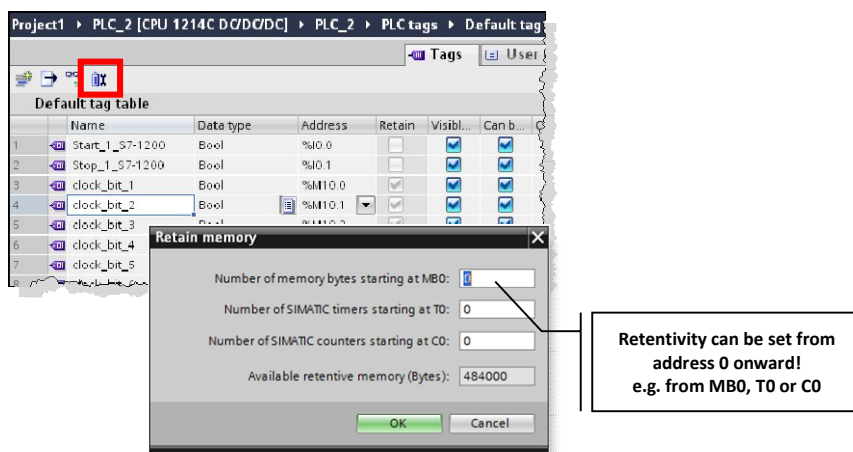 Project1 ▸ PLC_2 [CPU 1214C DC/DC/DC] ▸ PLC_2 ▸ PLC tags ▸ Default tag
Tags User
Default tag table
Name Data type Address Retain Visibl... Can b...
1 Start_1_S7-1200 Bool %I0.0
2 Stop_1_S7-1200 Bool %I0.1
3 clock_bit_1 Bool %M10.0
4 clock_bit_2 Bool %M10.1
5 clock_bit_3
6 clock_bit_4
7 clock_bit_5
Retain memory
Number of memory bytes starting at MB0: 0
Number of SIMATIC timers starting at T0: 0
Number of SIMATIC counters starting at C0: 0
Available retentive memory (Bytes): 484000
OK Cancel
Retentivity can be set from
address 0 onward!
e.g. from MB0, T0 or C0